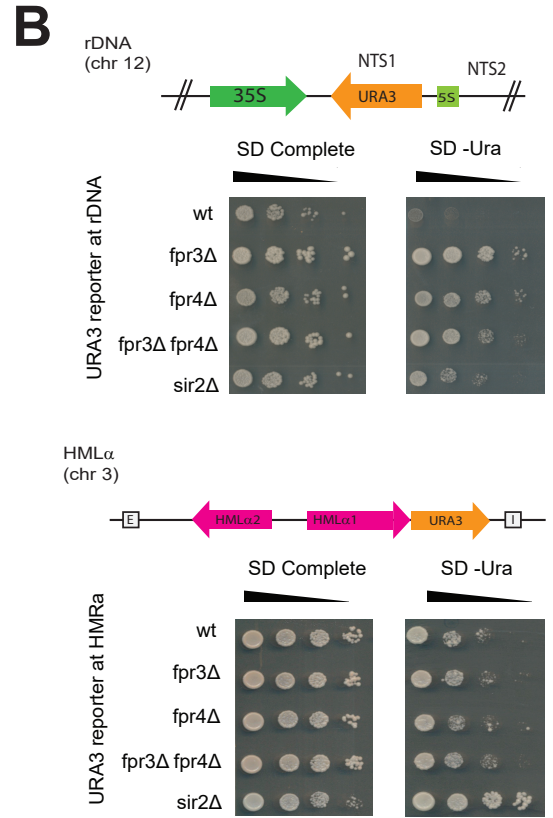 B
rDNA
(chr 12)
NTS1
NTS2
35S
URA3
5S
SD Complete
SD -Ura
URA3 reporter at rDNA
wt
fpr3Δ
fpr4Δ
fpr3Δ fpr4Δ
sir2Δ
HMLα
(chr 3)
E
HMLα2
HMLα1
URA3
I
SD Complete
SD -Ura
URA3 reporter at HMRa
wt
fpr3Δ
fpr4Δ
fpr3Δ fpr4Δ
sir2Δ